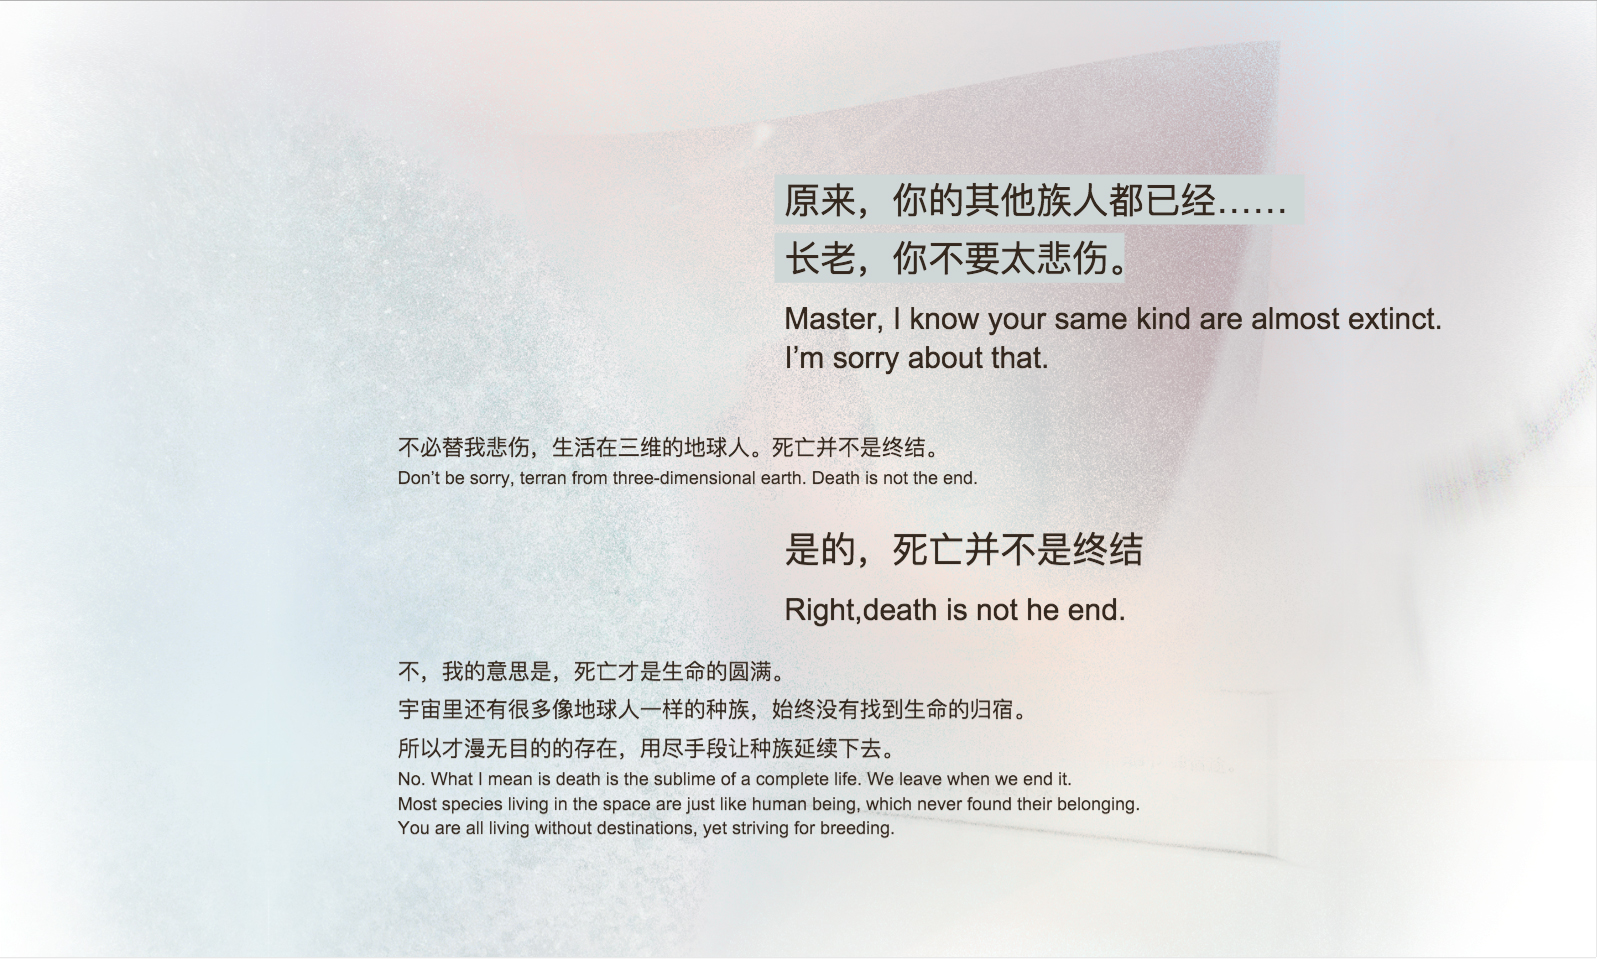 原来，你的其他族人都已经……
长老，你不要太悲伤。
Master, I know your same kind are almost extinct.
I’m sorry about that.
不必替我悲伤，生活在三维的地球人。死亡并不是终结。
Don’t be sorry, terran from three-dimensional earth. Death is not the end.
是的，死亡并不是终结
Right,death is not he end.
不，我的意思是，死亡才是生命的圆满。
宇宙里还有很多像地球人一样的种族，始终没有找到生命的归宿。
所以才漫无目的的存在，用尽手段让种族延续下去。
No. What I mean is death is the sublime of a complete life. We leave when we end it.
Most species living in the space are just like human being, which never found their belonging.
You are all living without destinations, yet striving for breeding.